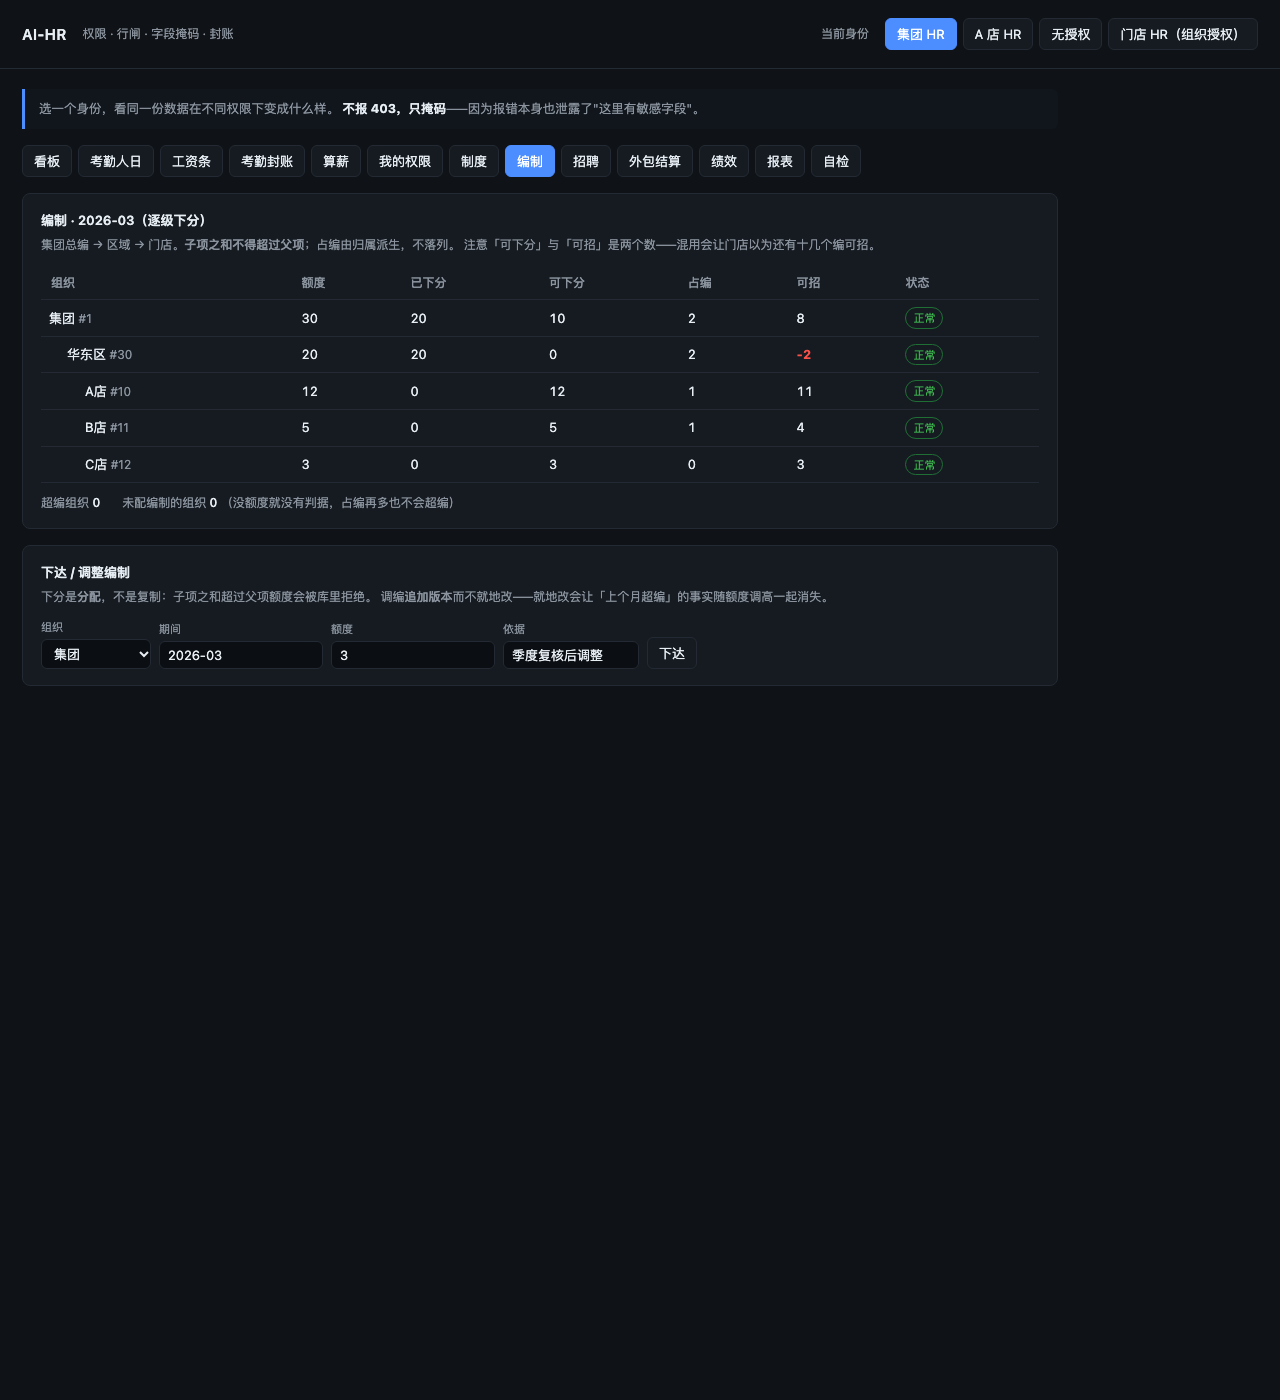 AI-HR 权限 · 行闸 · 字段掩码 · 封账 当前身份 集团 HR A 店 HR 无授权 门店 HR（组织授权）
选一个身份，看同一份数据在不同权限下变成什么样。 不报 403，只掩码——因为报错本身也泄露了"这里有敏感字段"。
看板 考勤人日 工资条 考勤封账 算薪 我的权限 制度 编制 招聘 外包结算 绩效 报表 自检
编制 · 2026-03（逐级下分）
集团总编 → 区域 → 门店。子项之和不得超过父项；占编由归属派生，不落列。 注意「可下分」与「可招」是两个数——混用会让门店以为还有十几个编可招。
组织 额度 已下分 可下分 占编 可招 状态
集团 #1 30 20 10 2 8 正常
华东区 #30 20 20 0 2 -2 正常
A店 #10 12 0 12 1 11 正常
B店 #11 5 0 5 1 4 正常
C店 #12 3 0 3 0 3 正常
超编组织 0 未配编制的组织 0 （没额度就没有判据，占编再多也不会超编）
下达 / 调整编制
下分是分配，不是复制：子项之和超过父项额度会被库里拒绝。 调编追加版本而不就地改——就地改会让「上个月超编」的事实随额度调高一起消失。
组织 期间 额度 依据
集团 2026-03 3 季度复核后调整 下达